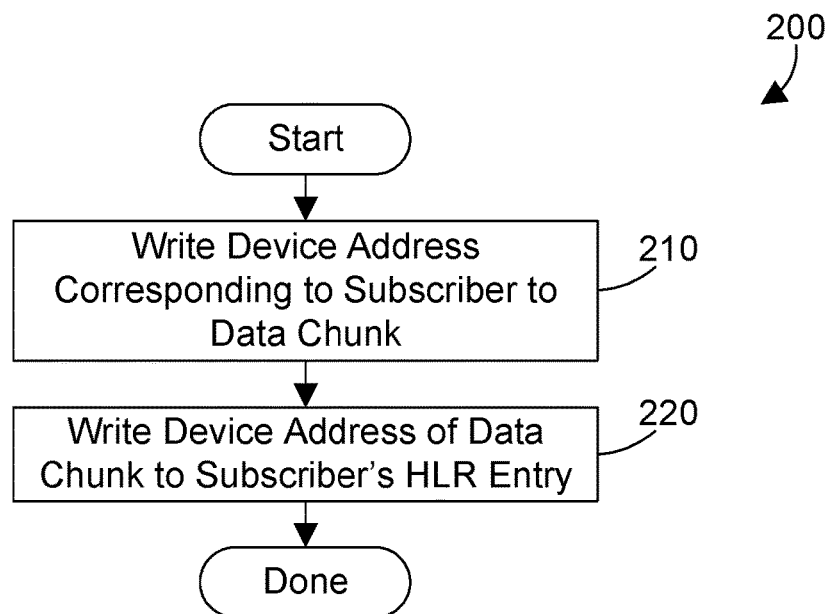 200
Start
Write Device Address
Corresponding to Subscriber to
Data Chunk
210
Write Device Address of Data
Chunk to Subscriber's HLR Entry
220
Done